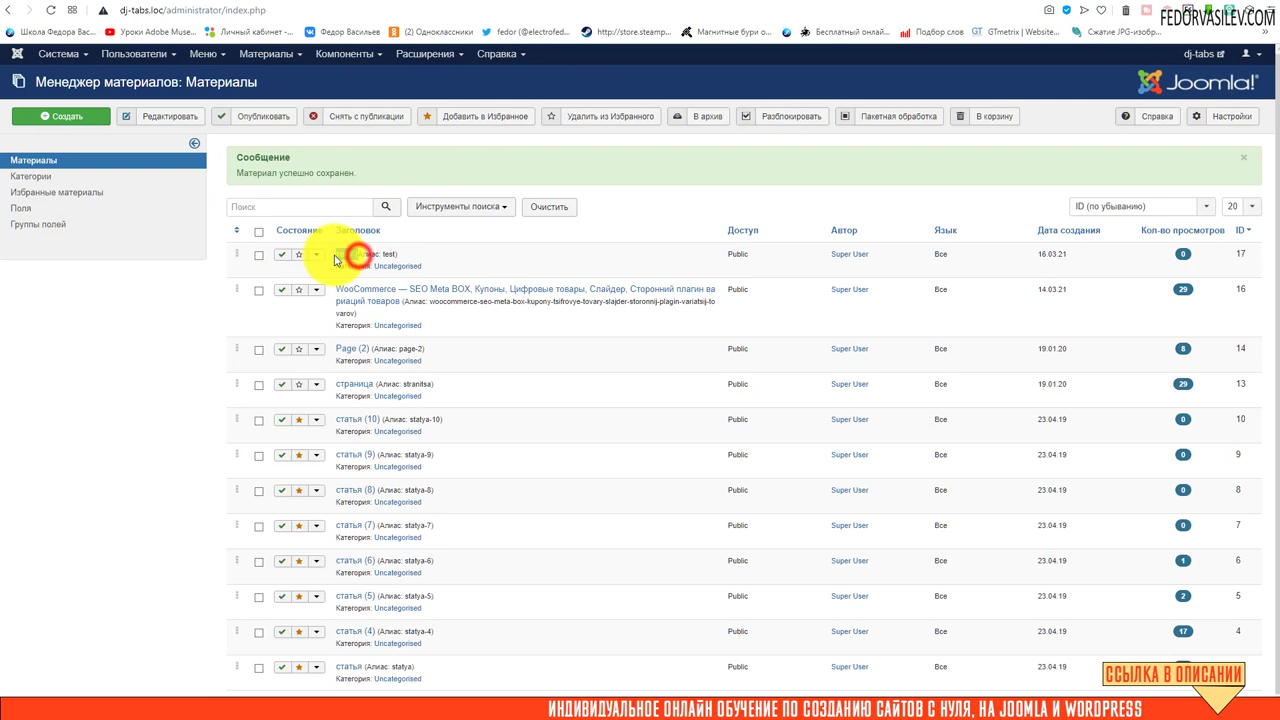 dj-tabs.loc/administrator/index.php
FEDORVASILEV.COM
Школа Федора Вас... Уроки Adobe Muse... Личный кабинет -... Федор Васильев (2) Одноклассники fedor (@electrofed... http://store.steamp... Магнитные бури о... Бесплатный онлай... Подбор слов GTmetrix | Website... Сжатие JPG-изобр...
Система Пользователи Меню Материалы Компоненты Расширения Справка dj-tabs
Менеджер материалов: Материалы Joomla!
Создать Редактировать Опубликовать Снять с публикации Добавить в Избранное Удалить из Избранного В архив Разблокировать Пакетная обработка В корзину Справка Настройки
Материалы
Категории
Избранные материалы
Поля
Группы полей
Сообщение
Материал успешно сохранен.
Поиск Инструменты поиска Очистить ID (по убыванию) 20
Состояние Заголовок Доступ Автор Язык Дата создания Кол-во просмотров ID
(Алиас: test) Public Super User Все 16.03.21 0 17
Uncategorised
WooCommerce — SEO Meta BOX, Купоны, Цифровые товары, Слайдер, Сторонний плагин ва Public Super User Все 14.03.21 29 16
риаций товаров (Алиас: woocommerce-seo-meta-box-kupony-tsifrovye-tovary-slajder-storonnij-plagin-variatsij-to
varov)
Категория: Uncategorised
Page (2) (Алиас: page-2) Public Super User Все 19.01.20 8 14
Категория: Uncategorised
страница (Алиас: stranitsa) Public Super User Все 19.01.20 29 13
Категория: Uncategorised
статья (10) (Алиас: statya-10) Public Super User Все 23.04.19 0 10
Категория: Uncategorised
статья (9) (Алиас: statya-9) Public Super User Все 23.04.19 0 9
Категория: Uncategorised
статья (8) (Алиас: statya-8) Public Super User Все 23.04.19 0 8
Категория: Uncategorised
статья (7) (Алиас: statya-7) Public Super User Все 23.04.19 0 7
Категория: Uncategorised
статья (6) (Алиас: statya-6) Public Super User Все 23.04.19 1 6
Категория: Uncategorised
статья (5) (Алиас: statya-5) Public Super User Все 23.04.19 2 5
Категория: Uncategorised
статья (4) (Алиас: statya-4) Public Super User Все 23.04.19 17 4
Категория: Uncategorised
статья (Алиас: statya) Public Super User Все 23.04.19
Категория: Uncategorised
ССЫЛКА В ОПИСАНИИ
ИНДИВИДУАЛЬНОЕ ОНЛАЙН ОБУЧЕНИЕ ПО СОЗДАНИЮ САЙТОВ С НУЛЯ, НА JOOMLA И WORDPRESS